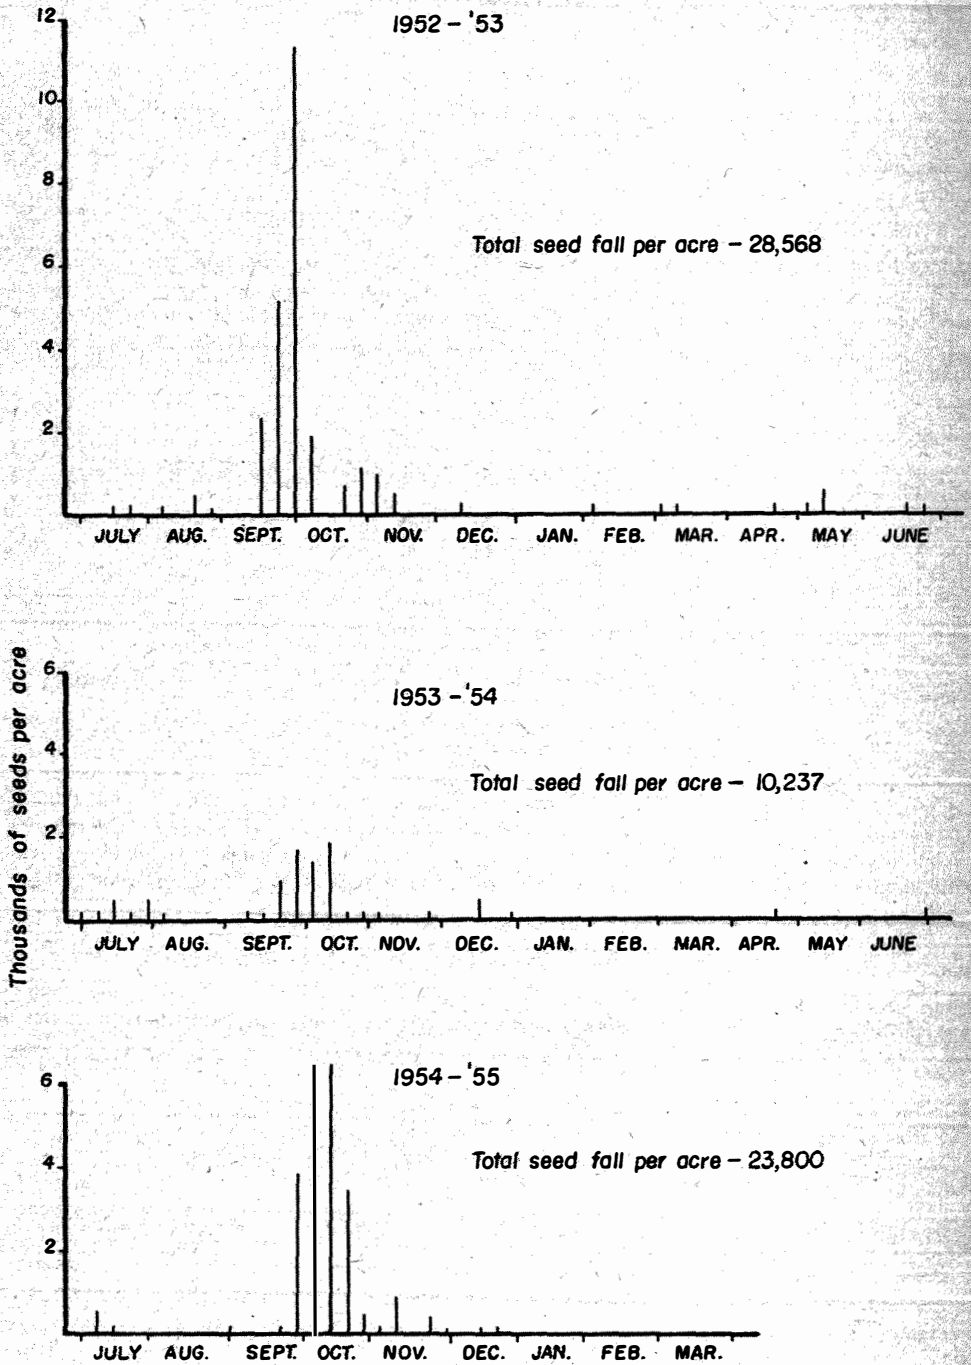 1952 – '53
12
10
8
6
4
2
Total seed fall per acre – 28,568
JULY AUG. SEPT. OCT. NOV. DEC. JAN. FEB. MAR. APR. MAY JUNE
Thousands of seeds per acre
1953 – '54
6
4
2
Total seed fall per acre – 10,237
JULY AUG. SEPT. OCT. NOV. DEC. JAN. FEB. MAR. APR. MAY JUNE
1954 – '55
6
4
2
Total seed fall per acre – 23,800
JULY AUG. SEPT. OCT. NOV. DEC. JAN. FEB. MAR.